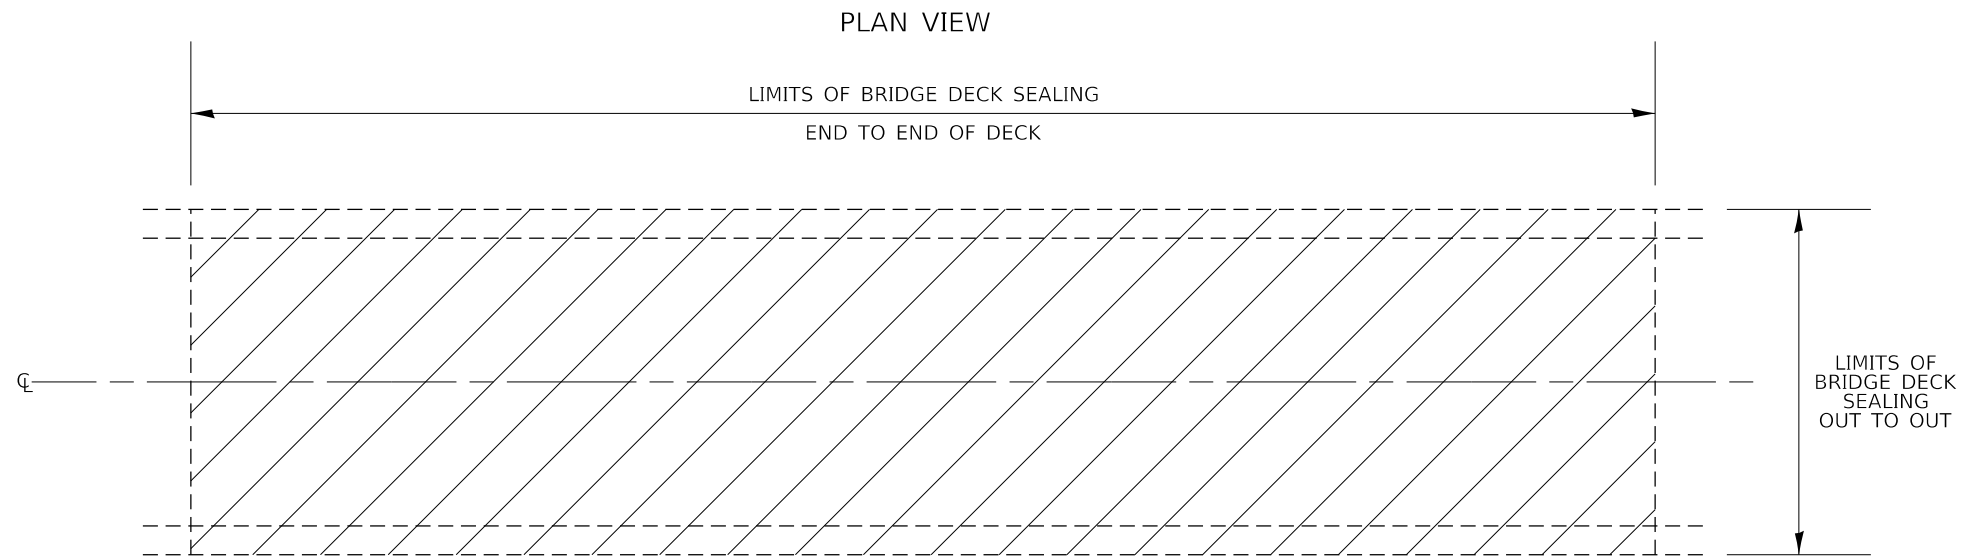 PLAN VIEW
LIMITS OF BRIDGE DECK SEALING
END TO END OF DECK
℄
LIMITS OF
BRIDGE DECK
SEALING
OUT TO OUT